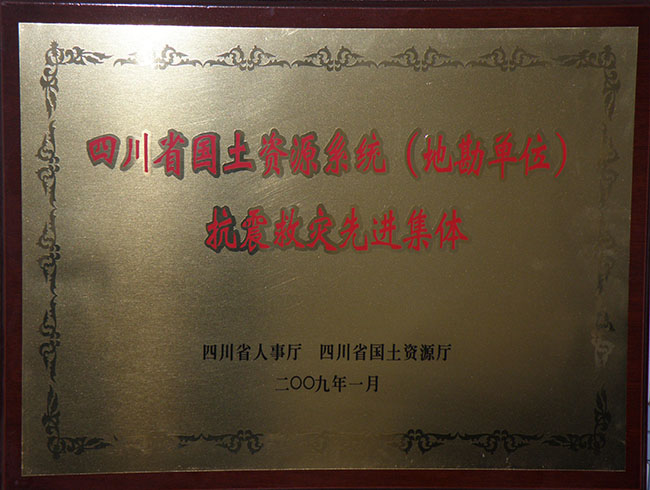 四川省国土资源系统（地勘单位）
抗震救灾先进集体
四川省人事厅　四川省国土资源厅
二〇〇九年一月